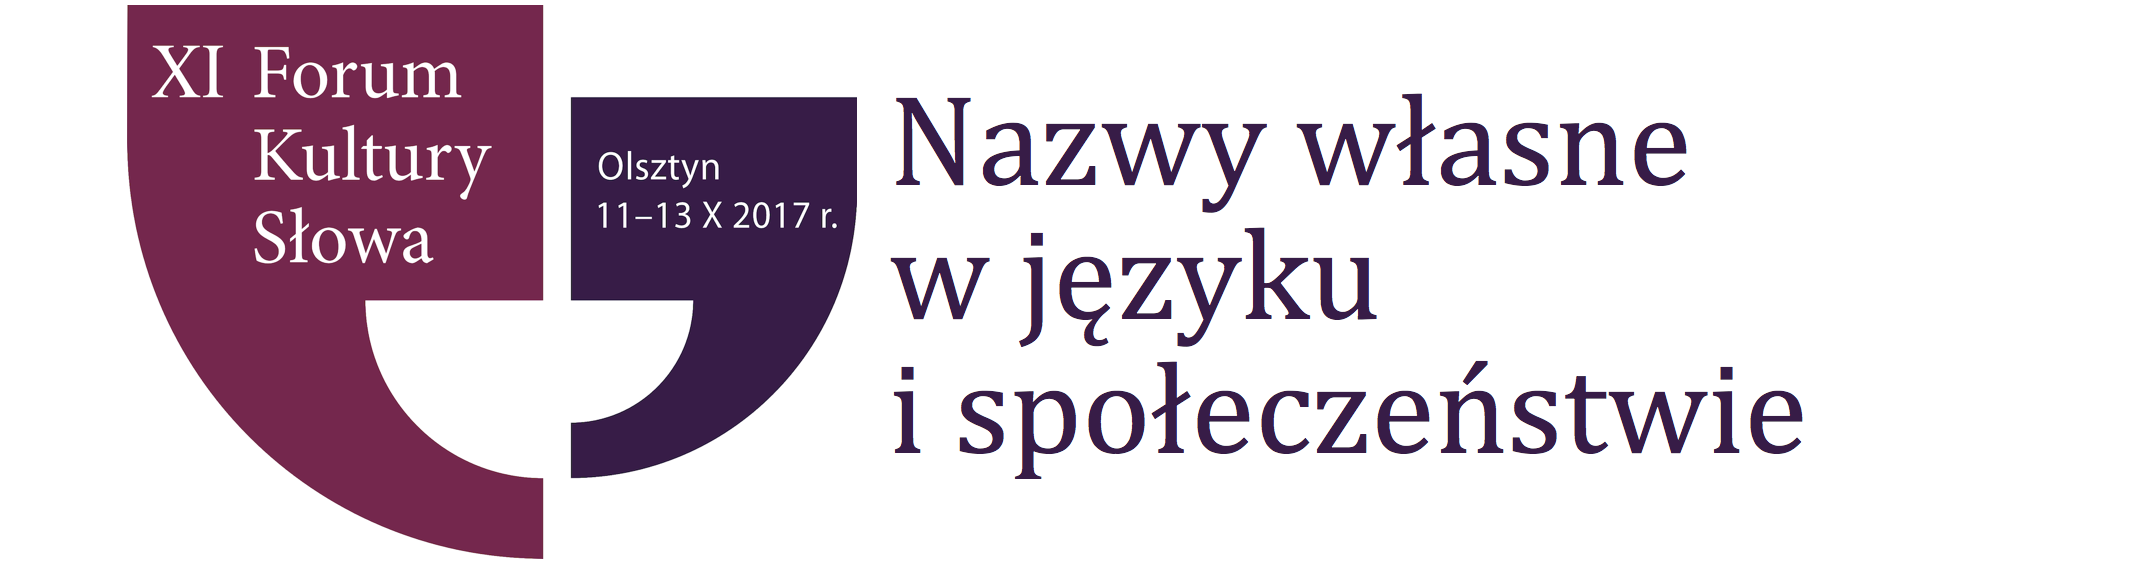 XI Forum
Kultury
Słowa
Olsztyn
11–13 X 2017 r.
Nazwy własne
w języku
i społeczeństwie